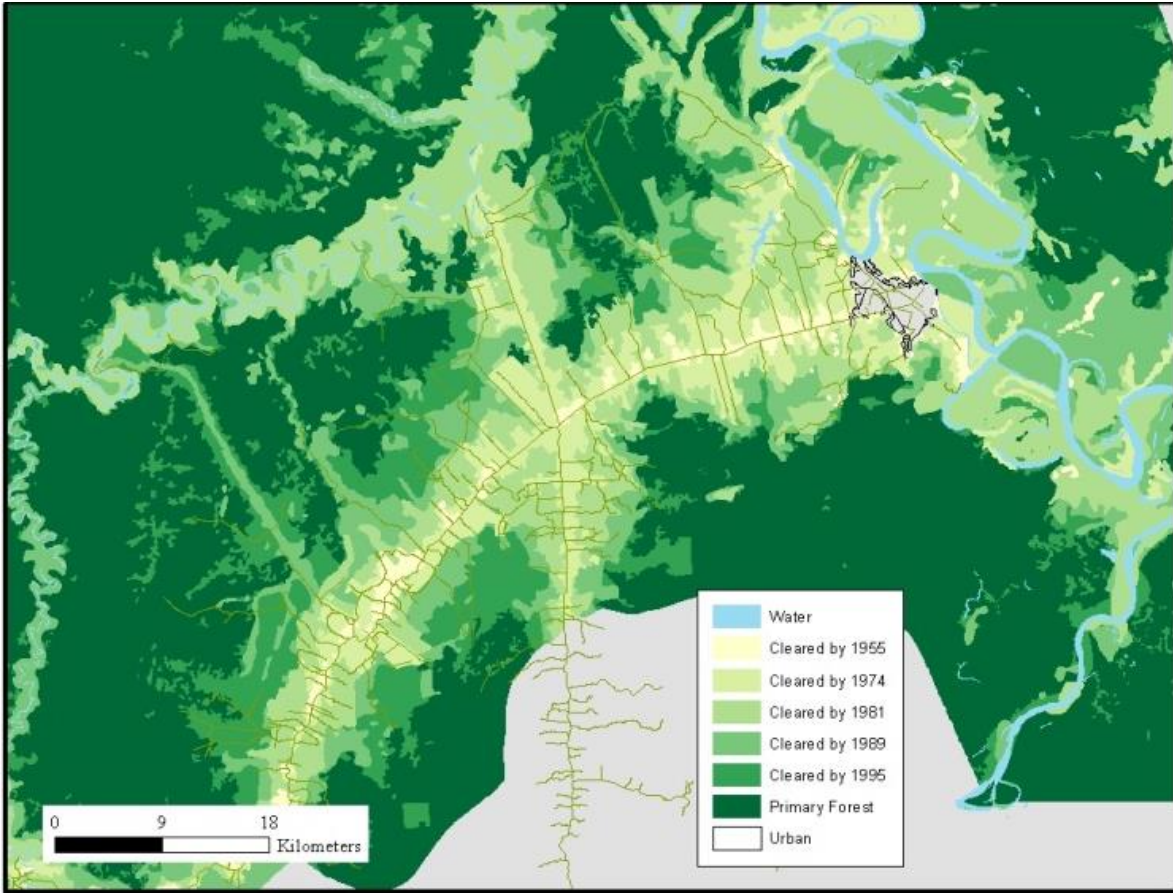 Water
Cleared by 1955
Cleared by 1974
Cleared by 1981
Cleared by 1989
Cleared by 1995
Primary Forest
Urban
0 9 18
Kilometers